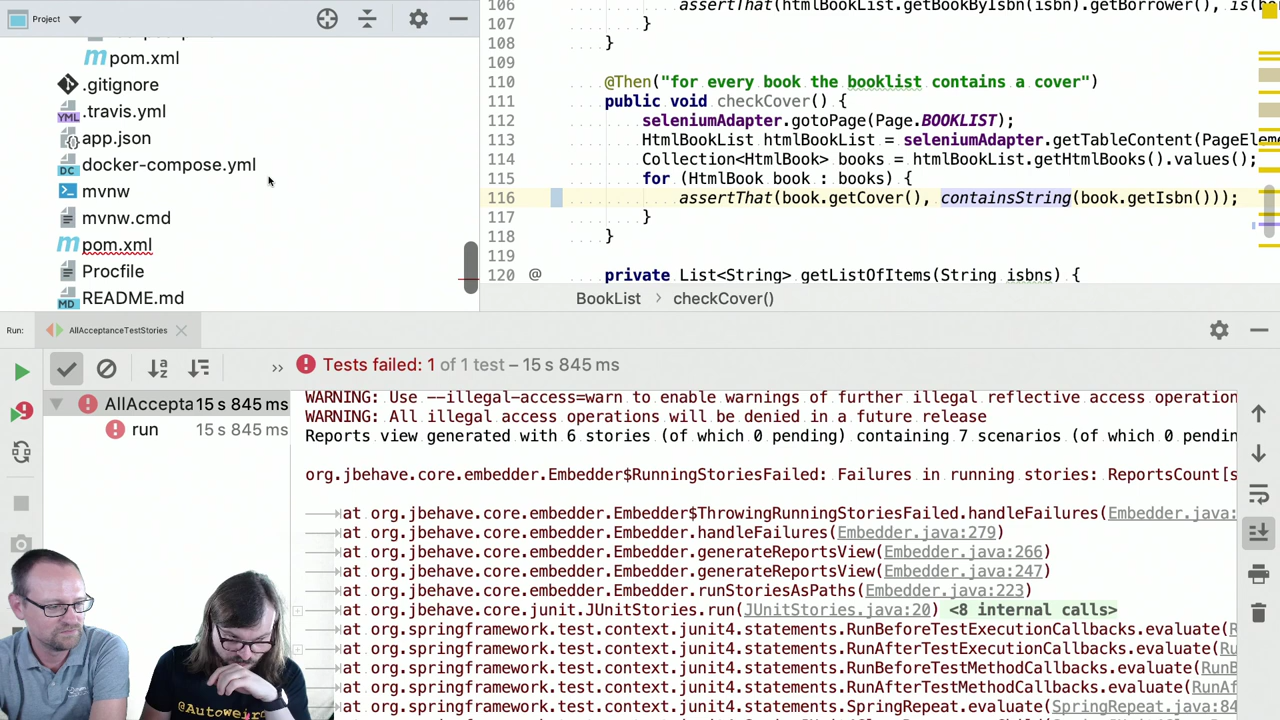 Project
pom.xml
.gitignore
.travis.yml
app.json
docker-compose.yml
mvnw
mvnw.cmd
pom.xml
Procfile
README.md
106 assertThat(htmlBookList.getBookByIsbn(isbn).getBorrower(), is(
107 }
108 }
109
110 @Then("for every book the booklist contains a cover")
111 public void checkCover() {
112 seleniumAdapter.gotoPage(Page.BOOKLIST);
113 HtmlBookList htmlBookList = seleniumAdapter.getTableContent(PageEleme
114 Collection<HtmlBook> books = htmlBookList.getHtmlBooks().values();
115 for (HtmlBook book : books) {
116 assertThat(book.getCover(), containsString(book.getIsbn()));
117 }
118 }
119
120 @ private List<String> getListOfItems(String isbns) {
BookList > checkCover()
Run: AllAcceptanceTestStories
>> Tests failed: 1 of 1 test – 15 s 845 ms
AllAccepta 15 s 845 ms
run 15 s 845 ms
WARNING: Use --illegal-access=warn to enable warnings of further illegal reflective access operation
WARNING: All illegal access operations will be denied in a future release
Reports view generated with 6 stories (of which 0 pending) containing 7 scenarios (of which 0 pendin
org.jbehave.core.embedder.Embedder$RunningStoriesFailed: Failures in running stories: ReportsCount[s
at org.jbehave.core.embedder.Embedder$ThrowingRunningStoriesFailed.handleFailures(Embedder.java:
at org.jbehave.core.embedder.Embedder.handleFailures(Embedder.java:279)
at org.jbehave.core.embedder.Embedder.generateReportsView(Embedder.java:266)
at org.jbehave.core.embedder.Embedder.generateReportsView(Embedder.java:247)
at org.jbehave.core.embedder.Embedder.runStoriesAsPaths(Embedder.java:223)
at org.jbehave.core.junit.JUnitStories.run(JUnitStories.java:20) <8 internal calls>
at org.springframework.test.context.junit4.statements.RunBeforeTestExecutionCallbacks.evaluate(R
at org.springframework.test.context.junit4.statements.RunAfterTestExecutionCallbacks.evaluate(Ru
at org.springframework.test.context.junit4.statements.RunBeforeTestMethodCallbacks.evaluate(RunB
at org.springframework.test.context.junit4.statements.RunAfterTestMethodCallbacks.evaluate(RunAf
at org.springframework.test.context.junit4.statements.SpringRepeat.evaluate(SpringRepeat.java:84